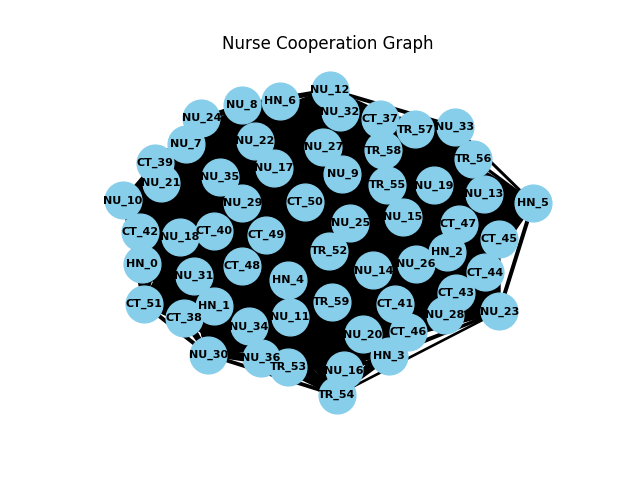 Nurse Cooperation Graph
NU_12
HN_6
NU_8
NU_32
NU_24
CT_37
NU_33
TR_57
NU_22
NU_7
NU_27
TR_58
TR_56
CT_39
NU_17
NU_9
NU_35
NU_21
TR_55
NU_19
NU_13
NU_10
NU_29
CT_50
HN_5
NU_15
NU_25
CT_47
CT_42
CT_40
NU_18
CT_49
CT_45
TR_52
HN_2
HN_0
CT_48
NU_26
NU_14
CT_44
NU_31
HN_4
CT_43
CT_51
HN_1
TR_59
CT_41
NU_23
CT_38
NU_11
NU_28
NU_34
NU_20
CT_46
NU_30
NU_36
HN_3
TR_53
NU_16
TR_54